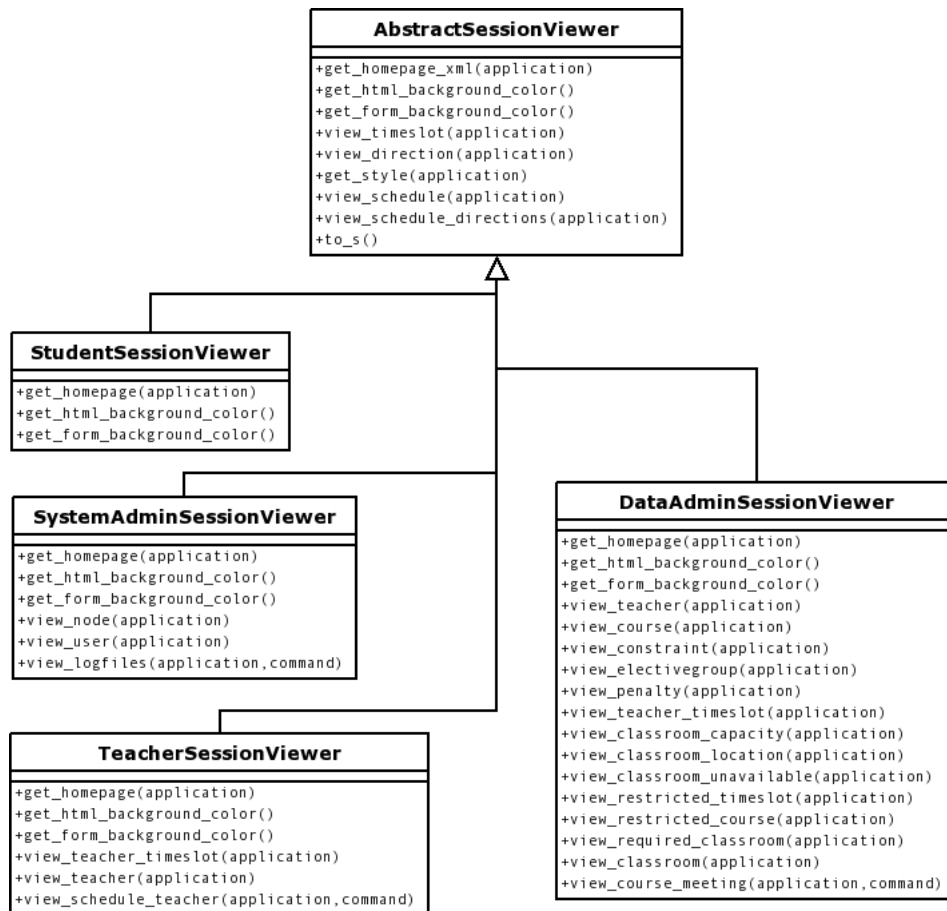 AbstractSessionViewer
+get_homepage_xml(application)
+get_html_background_color()
+get_form_background_color()
+view_timeslot(application)
+view_direction(application)
+get_style(application)
+view_schedule(application)
+view_schedule_directions(application)
+to_s()
StudentSessionViewer
+get_homepage(application)
+get_html_background_color()
+get_form_background_color()
SystemAdminSessionViewer
+get_homepage(application)
+get_html_background_color()
+get_form_background_color()
+view_node(application)
+view_user(application)
+view_logfiles(application,command)
TeacherSessionViewer
+get_homepage(application)
+get_html_background_color()
+get_form_background_color()
+view_teacher_timeslot(application)
+view_teacher(application)
+view_schedule_teacher(application,command)
DataAdminSessionViewer
+get_homepage(application)
+get_html_background_color()
+get_form_background_color()
+view_teacher(application)
+view_course(application)
+view_constraint(application)
+view_electivegroup(application)
+view_penalty(application)
+view_teacher_timeslot(application)
+view_classroom_capacity(application)
+view_classroom_location(application)
+view_classroom_unavailable(application)
+view_restricted_timeslot(application)
+view_restricted_course(application)
+view_required_classroom(application)
+view_classroom(application)
+view_course_meeting(application,command)